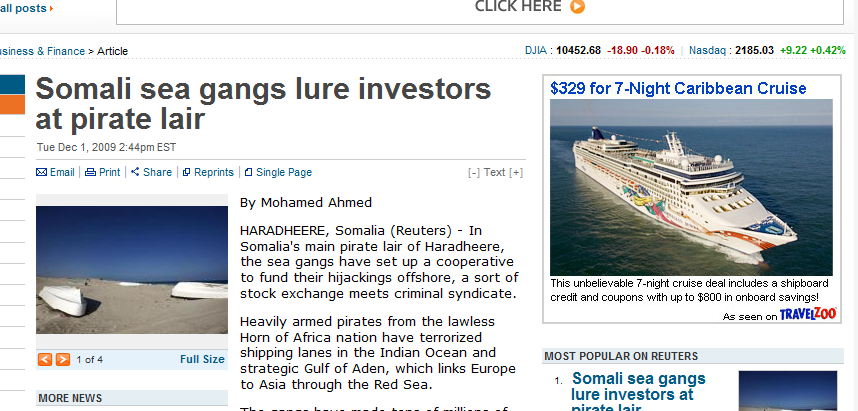 all posts
CLICK HERE
usiness & Finance > Article
DJIA : 10452.68 -18.90 -0.18% | Nasdaq : 2185.03 +9.22 +0.42%
Somali sea gangs lure investors
at pirate lair
Tue Dec 1, 2009 2:44pm EST
Email | Print | Share | Reprints | Single Page
[-] Text [+]
By Mohamed Ahmed
HARADHEERE, Somalia (Reuters) - In
Somalia's main pirate lair of Haradheere,
the sea gangs have set up a cooperative
to fund their hijackings offshore, a sort of
stock exchange meets criminal syndicate.
Heavily armed pirates from the lawless
Horn of Africa nation have terrorized
shipping lanes in the Indian Ocean and
strategic Gulf of Aden, which links Europe
to Asia through the Red Sea.
The gangs have made tens of millions of
1 of 4
Full Size
MORE NEWS
$329 for 7-Night Caribbean Cruise
This unbelievable 7-night cruise deal includes a shipboard
credit and coupons with up to $800 in onboard savings!
As seen on TRAVELZOO
MOST POPULAR ON REUTERS
1. Somali sea gangs
lure investors at
pirate lair